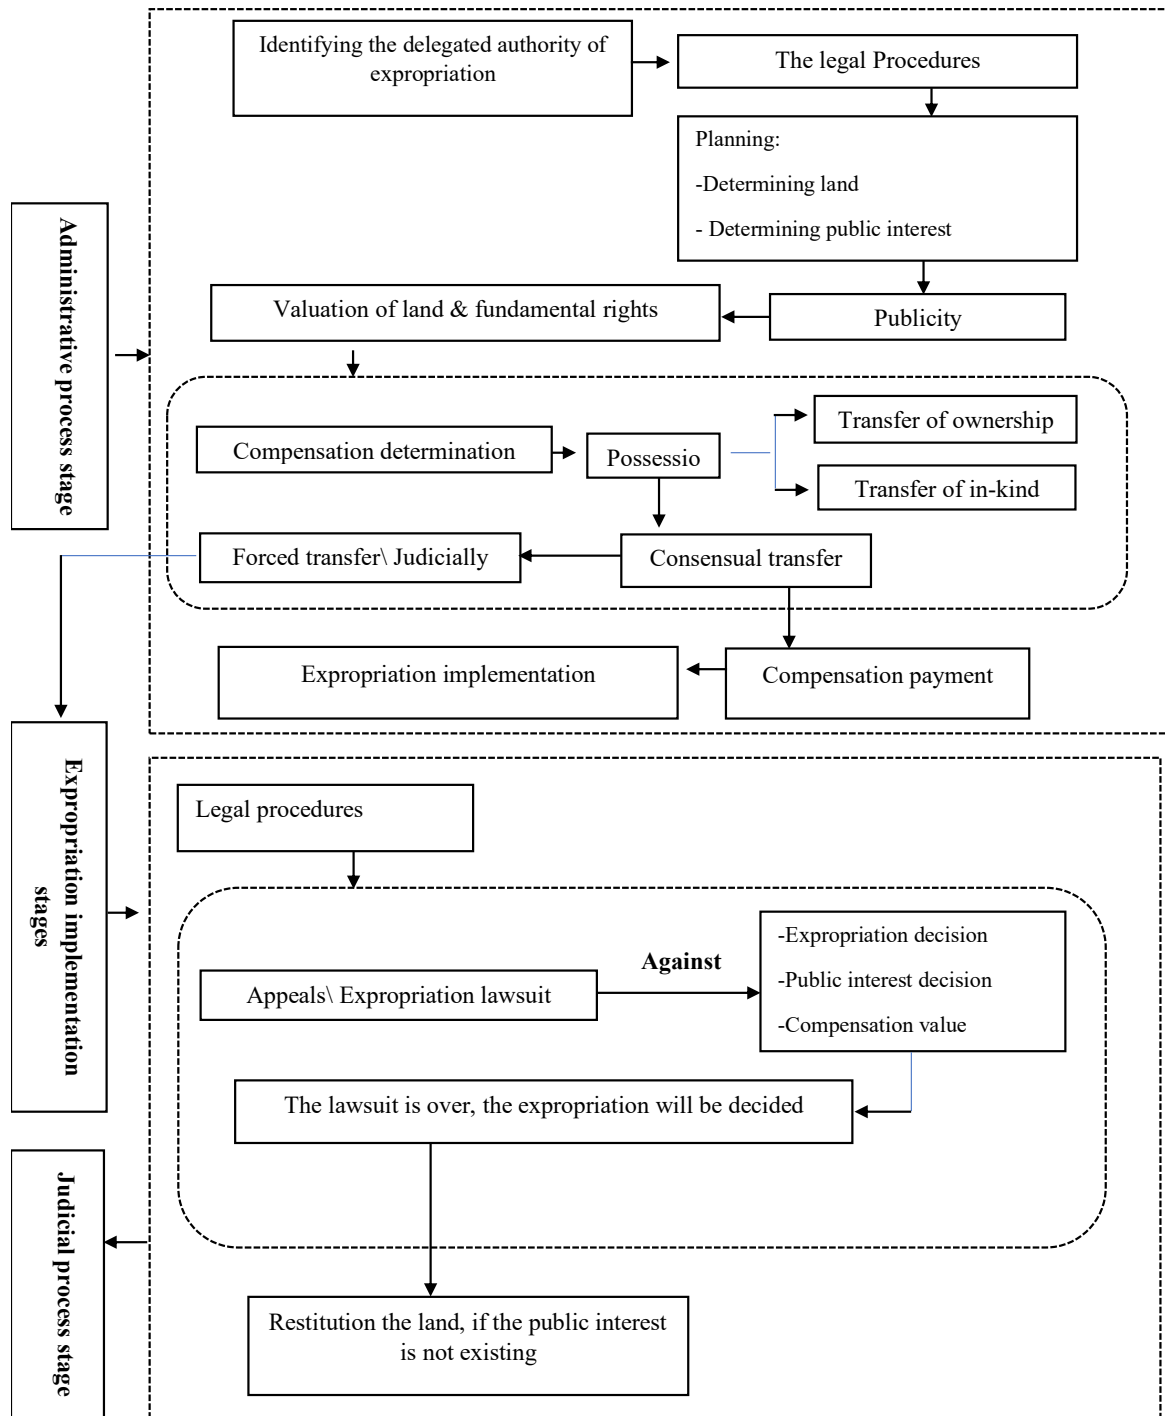 Identifying the delegated authority of
expropriation
The legal Procedures
Planning:
-Determining land
- Determining public interest
Administrative process stage
Valuation of land & fundamental rights
Publicity
Compensation determination
Possessio
Transfer of ownership
Transfer of in-kind
Forced transfer\ Judicially
Consensual transfer
Expropriation implementation
Compensation payment
Expropriation implementation
stages
Legal procedures
Appeals\ Expropriation lawsuit
Against
-Expropriation decision
-Public interest decision
-Compensation value
The lawsuit is over, the expropriation will be decided
Judicial process stage
Restitution the land, if the public interest
is not existing